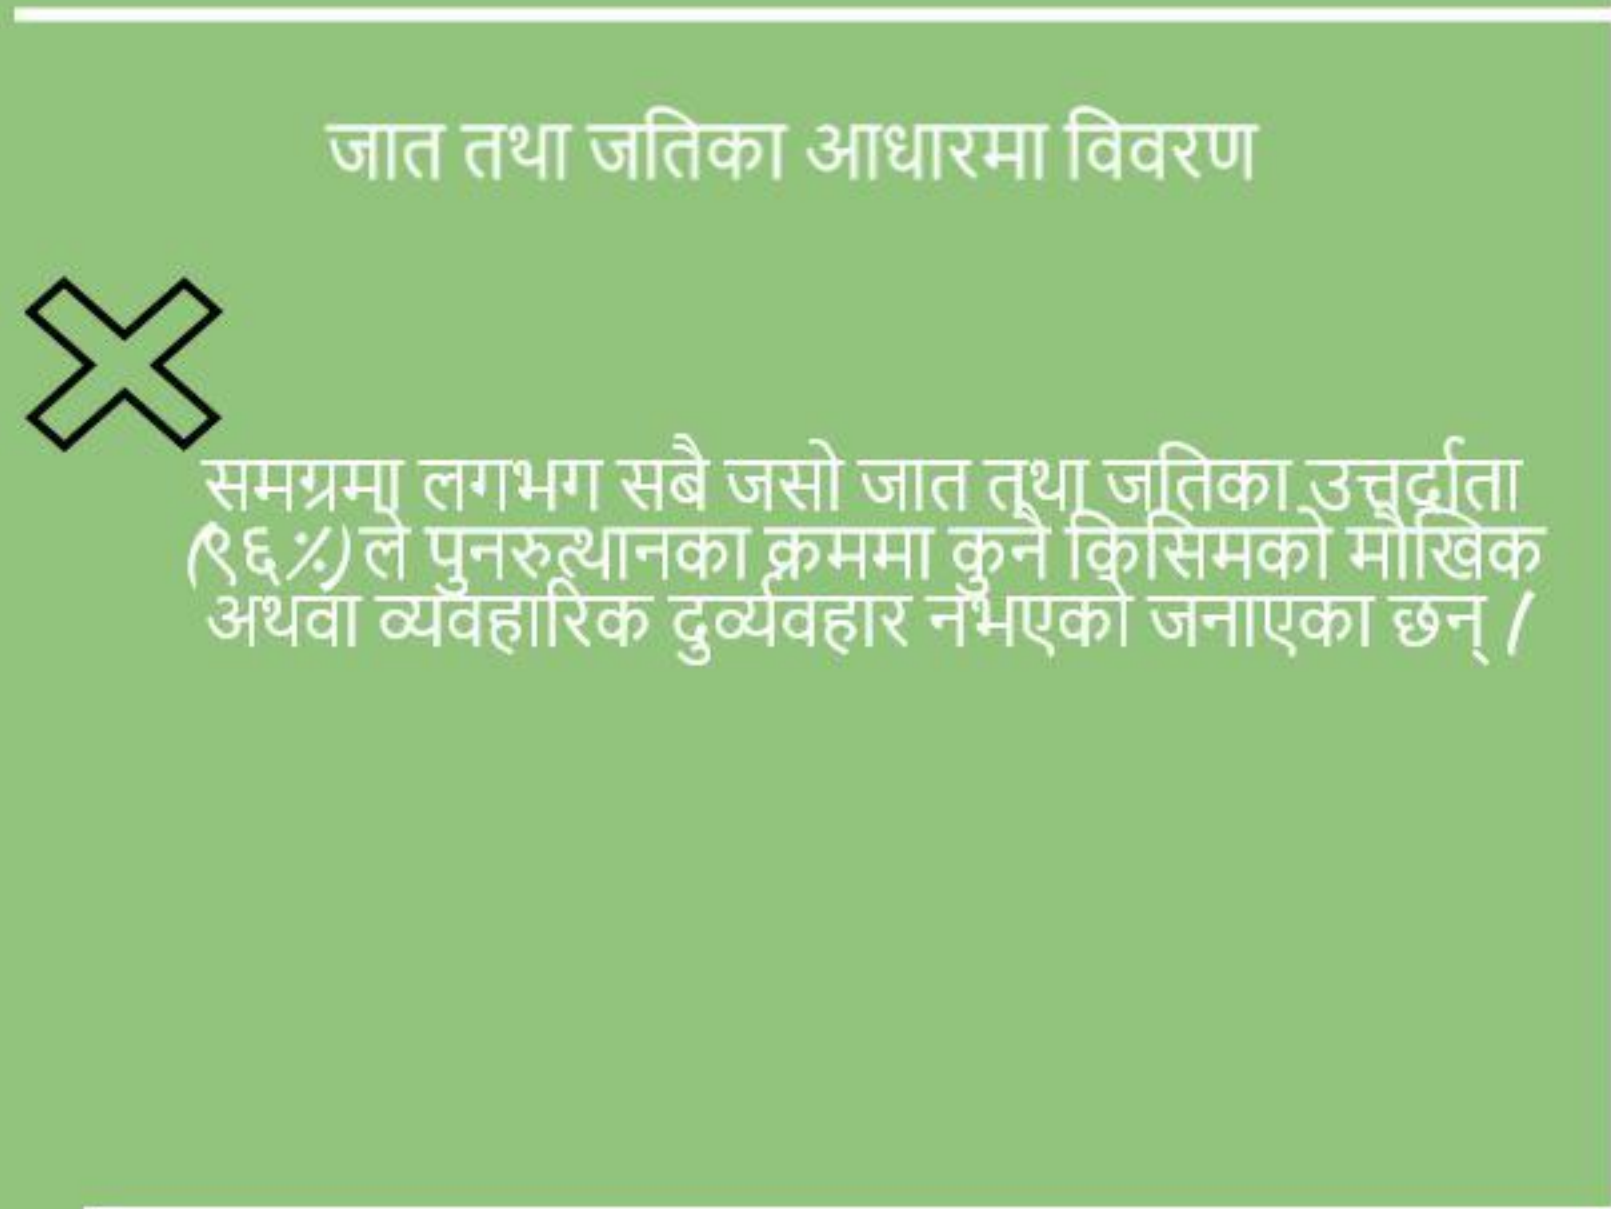 जात तथा जतिका आधारमा विवरण
समग्रमा लगभग सबै जसो जात तथा जतिका उत्तर्दाता
(९६%)ले पुनरुत्थानका क्रममा कुनै किसिमको मौखिक
अथवा व्यवहारिक दुर्व्यवहार नभएको जनाएका छन् /